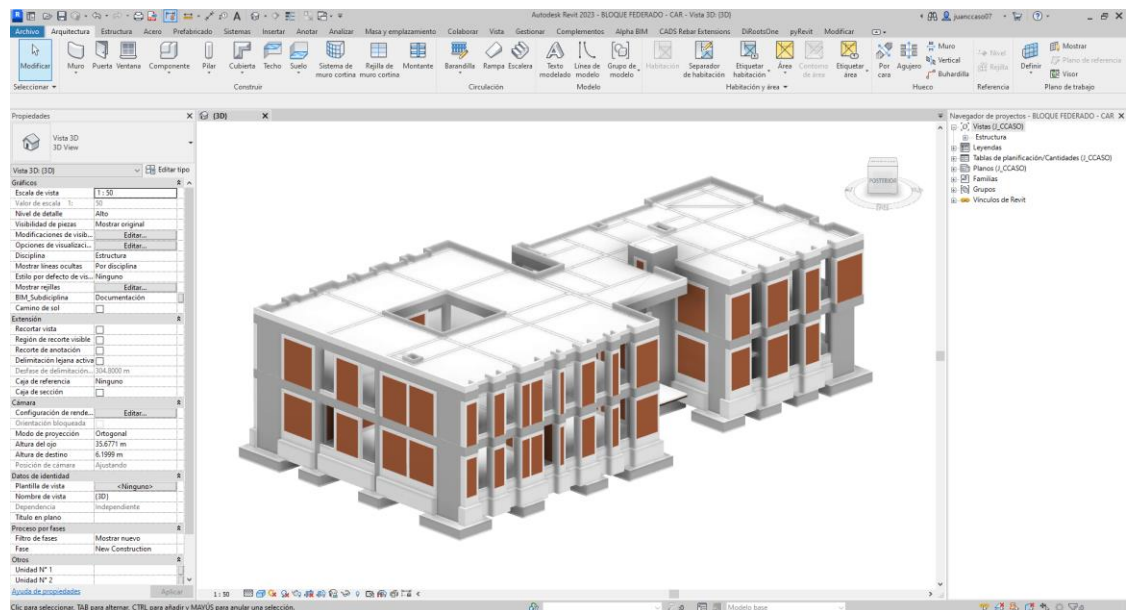 Autodesk Revit 2023 - BLOQUE FEDERADO - CAR - Vista 3D: {3D}
juanccaso07
Archivo Arquitectura Estructura Acero Prefabricado Sistemas Insertar Anotar Analizar Masa y emplazamiento Colaborar Vista Gestionar Complementos Alpha BIM CADS Rebar Extensions DiRootsOne pyRevit Modificar
Modificar Muro Puerta Ventana Componente Pilar Cubierta Techo Suelo Sistema de muro cortina Rejilla de muro cortina Montante Barandilla Rampa Escalera Texto modelado Línea de modelo Grupo de modelo Habitación Separador de habitación Etiquetar habitación Área Contorno de área Etiquetar área Por cara Agujero Muro Vertical Buhardilla Nivel Rejilla Definir Mostrar Plano de referencia Visor
Seleccionar Construir Circulación Modelo Habitación y área Hueco Referencia Plano de trabajo
Propiedades
{3D}
Navegador de proyectos - BLOQUE FEDERADO - CAR
Vista 3D
3D View
Vista 3D: {3D} Editar tipo
Gráficos
Escala de vista 1 : 50
Valor de escala 1: 50
Nivel de detalle Alto
Visibilidad de piezas Mostrar original
Modificaciones de visib... Editar...
Opciones de visualizaci... Editar...
Disciplina Estructura
Mostrar líneas ocultas Por disciplina
Estilo por defecto de vis... Ninguno
Mostrar rejillas Editar...
BIM_Subdiciplina Documentación
Camino de sol
Extensión
Recortar vista
Región de recorte visible
Recorte de anotación
Delimitación lejana activa
Desfase de delimitación... 304.8000 m
Caja de referencia Ninguno
Caja de sección
Cámara
Configuración de rende... Editar...
Orientación bloqueada
Modo de proyección Ortogonal
Altura del ojo 35.6771 m
Altura de destino 6.1999 m
Posición de cámara Ajustando
Datos de identidad
Plantilla de vista <Ninguno>
Nombre de vista {3D}
Dependencia Independiente
Título en plano
Proceso por fases
Filtro de fases Mostrar nuevo
Fase New Construction
Otros
Unidad N° 1
Unidad N° 2
Ayuda de propiedades Aplicar
POSTERIOR
Vistas (J_CCASO)
Estructura
Leyendas
Tablas de planificación/Cantidades (J_CCASO)
Planos (J_CCASO)
Familias
Grupos
Vínculos de Revit
1 : 50
Clic para seleccionar, TAB para alternar, CTRL para añadir y MAYÚS para anular una selección.
Modelo base